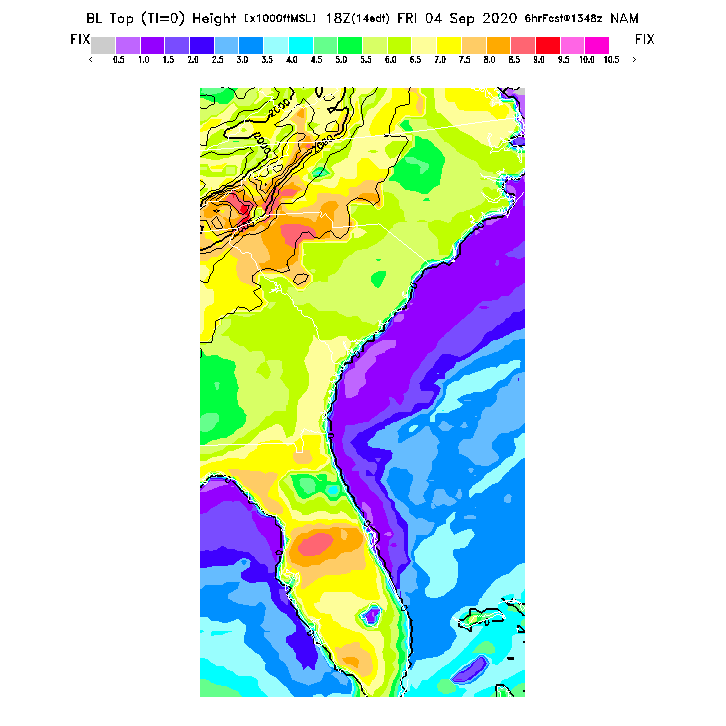 BL Top (TI=0) Height [x1000ftMSL] 18Z(14edt) FRI 04 Sep 2020 6hrFcst@1348z NAM
FIX FIX
< 0.5 1.0 1.5 2.0 2.5 3.0 3.5 4.0 4.5 5.0 5.5 6.0 6.5 7.0 7.5 8.0 8.5 9.0 9.5 10.0 10.5 >
2000
2000
2000